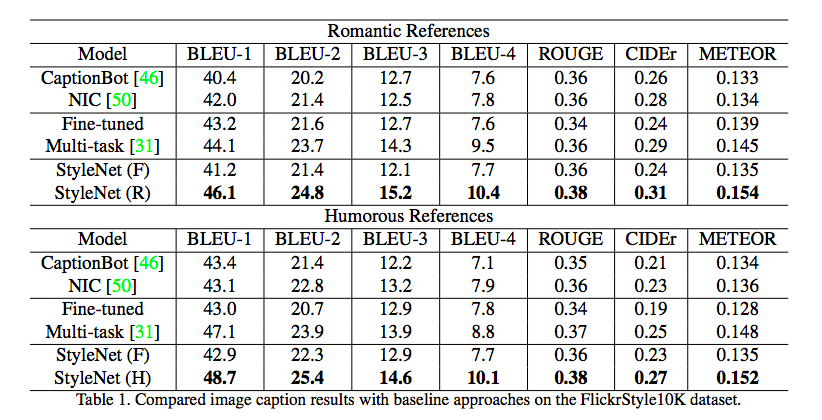 Romantic References
Model BLEU-1 BLEU-2 BLEU-3 BLEU-4 ROUGE CIDEr METEOR
CaptionBot [46] 40.4 20.2 12.7 7.6 0.36 0.26 0.133
NIC [50] 42.0 21.4 12.5 7.8 0.36 0.28 0.134
Fine-tuned 43.2 21.6 12.7 7.6 0.34 0.24 0.139
Multi-task [31] 44.1 23.7 14.3 9.5 0.36 0.29 0.145
StyleNet (F) 41.2 21.4 12.1 7.7 0.36 0.24 0.135
StyleNet (R) 46.1 24.8 15.2 10.4 0.38 0.31 0.154
Humorous References
Model BLEU-1 BLEU-2 BLEU-3 BLEU-4 ROUGE CIDEr METEOR
CaptionBot [46] 43.4 21.4 12.2 7.1 0.35 0.21 0.134
NIC [50] 43.1 22.8 13.2 7.9 0.36 0.23 0.136
Fine-tuned 43.0 20.7 12.9 7.8 0.34 0.19 0.128
Multi-task [31] 47.1 23.9 13.9 8.8 0.37 0.25 0.148
StyleNet (F) 42.9 22.3 12.9 7.7 0.36 0.23 0.135
StyleNet (H) 48.7 25.4 14.6 10.1 0.38 0.27 0.152
Table 1. Compared image caption results with baseline approaches on the FlickrStyle10K dataset.